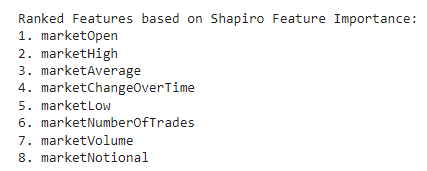 Ranked Features based on Shapiro Feature Importance:
1. marketOpen
2. marketHigh
3. marketAverage
4. marketChangeOverTime
5. marketLow
6. marketNumberOfTrades
7. marketVolume
8. marketNotional